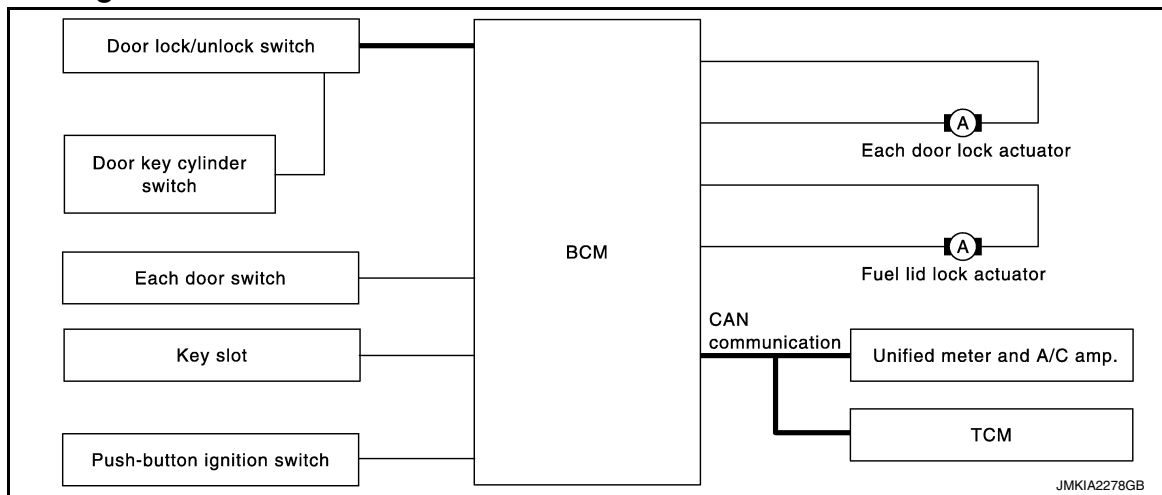 Door lock/unlock switch
Door key cylinder
switch
Each door switch
Key slot
Push-button ignition switch
BCM
A
Each door lock actuator
A
Fuel lid lock actuator
CAN
communication
Unified meter and A/C amp.
TCM
JMKIA2278GB